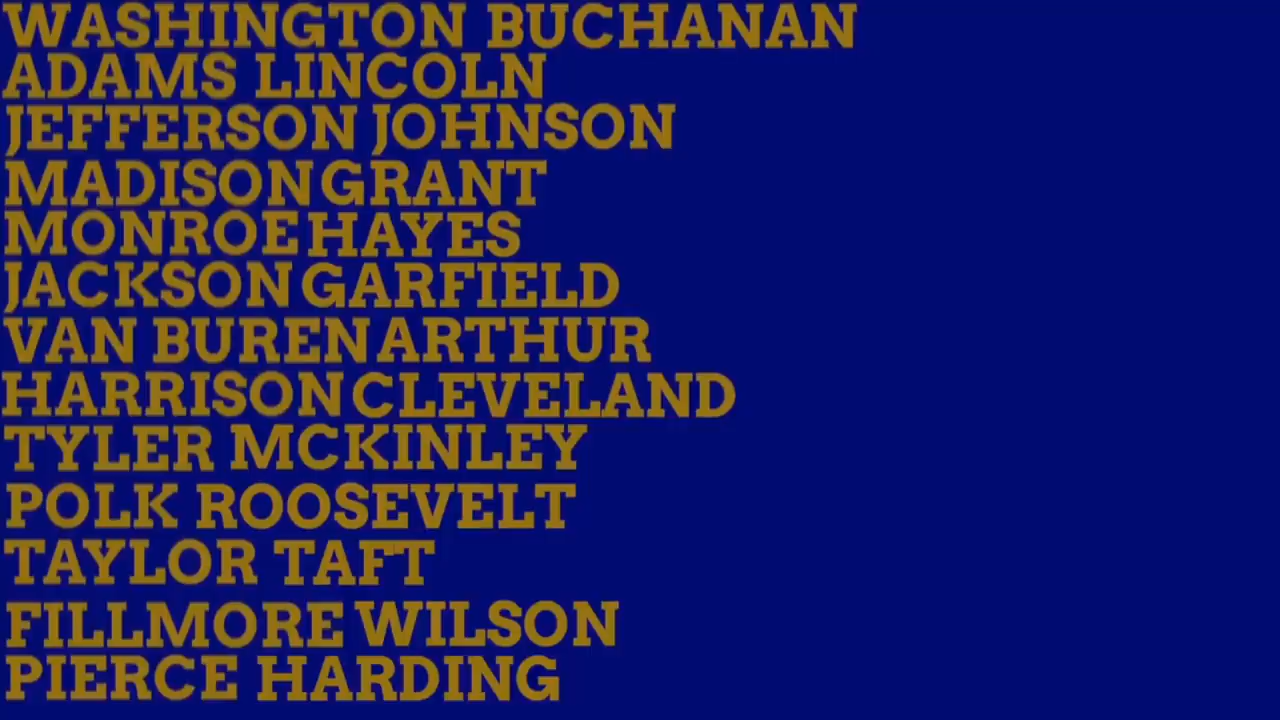 WASHINGTON BUCHANAN
ADAMS LINCOLN
JEFFERSON JOHNSON
MADISON GRANT
MONROE HAYES
JACKSON GARFIELD
VAN BUREN ARTHUR
HARRISON CLEVELAND
TYLER MCKINLEY
POLK ROOSEVELT
TAYLOR TAFT
FILLMORE WILSON
PIERCE HARDING